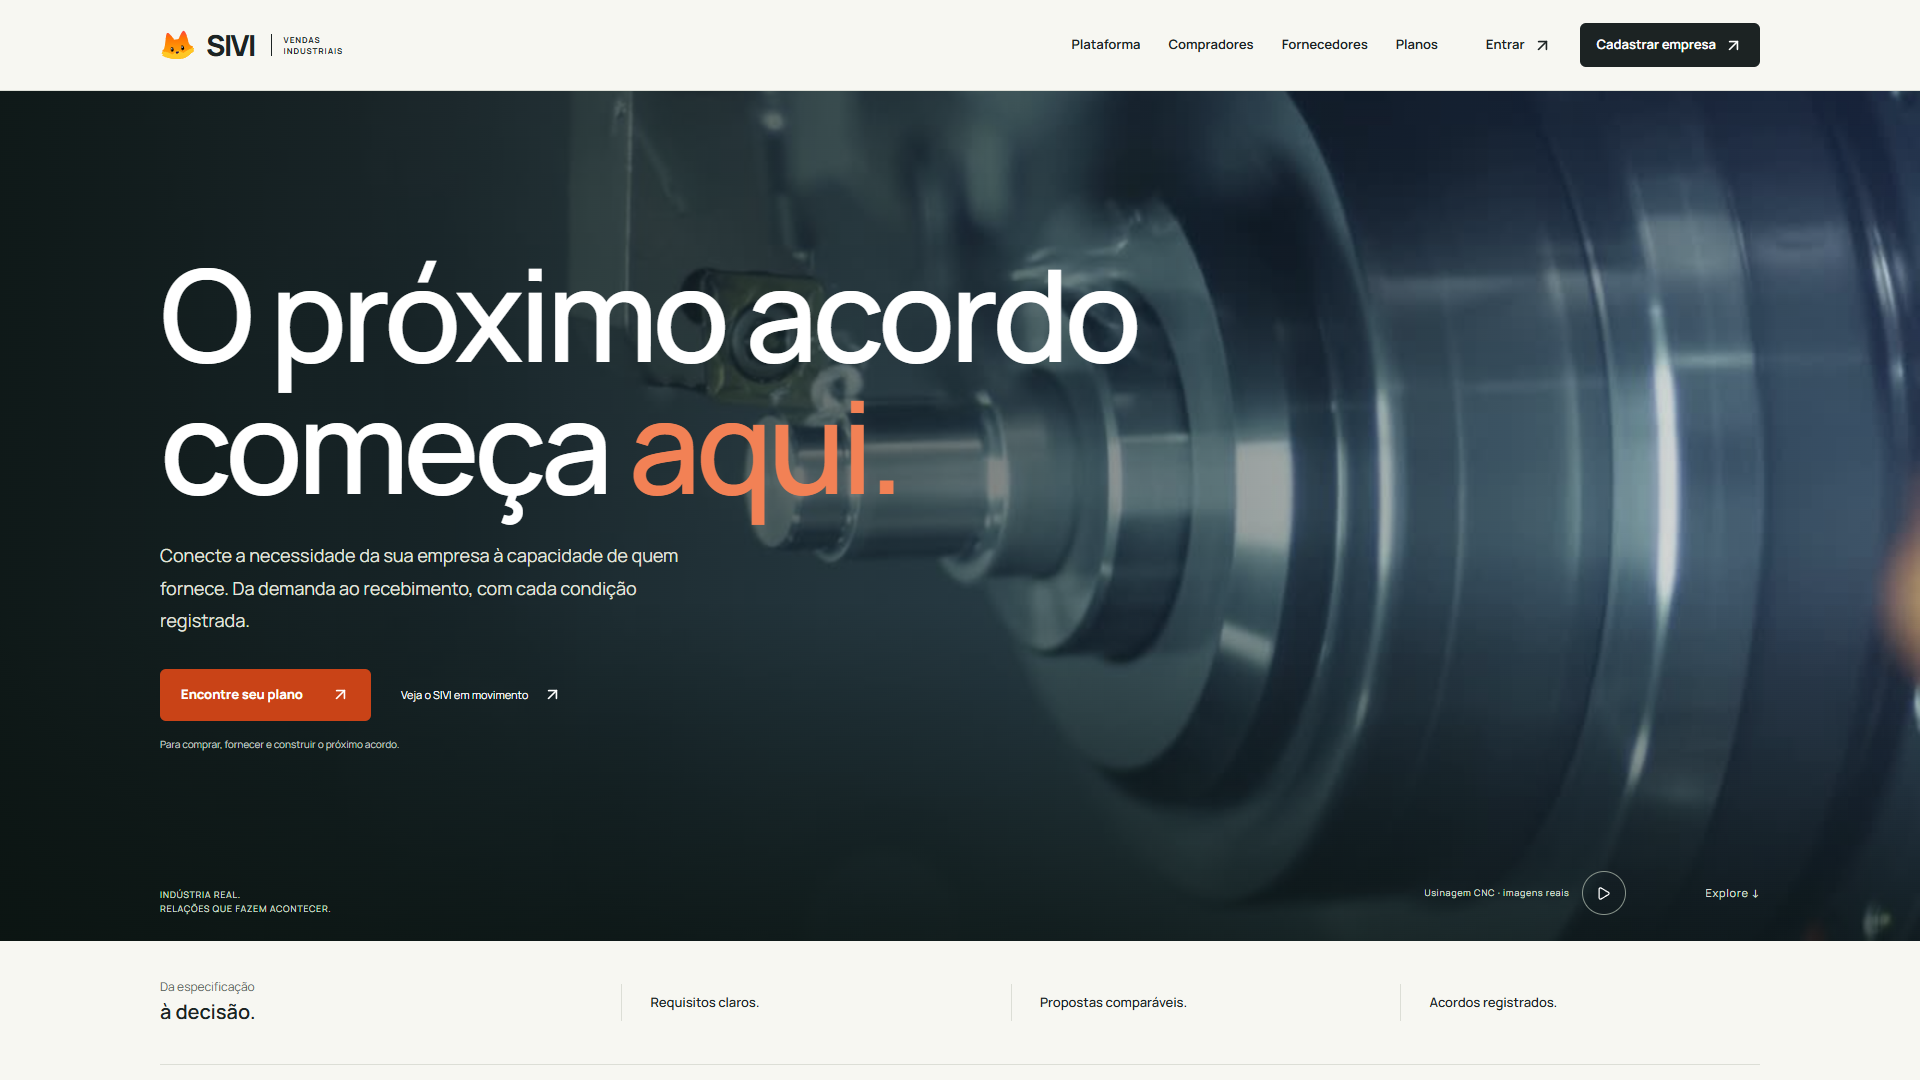 SIVI
VENDAS
INDUSTRIAIS
Plataforma
Compradores
Fornecedores
Planos
Entrar
Cadastrar empresa
O próximo acordo
começa aqui.
Conecte a necessidade da sua empresa à capacidade de quem
fornece. Da demanda ao recebimento, com cada condição
registrada.
Encontre seu plano
Veja o SIVI em movimento
Para comprar, fornecer e construir o próximo acordo.
INDÚSTRIA REAL.
RELAÇÕES QUE FAZEM ACONTECER.
Usinagem CNC · imagens reais
Explore ↓
Da especificação
à decisão.
Requisitos claros.
Propostas comparáveis.
Acordos registrados.